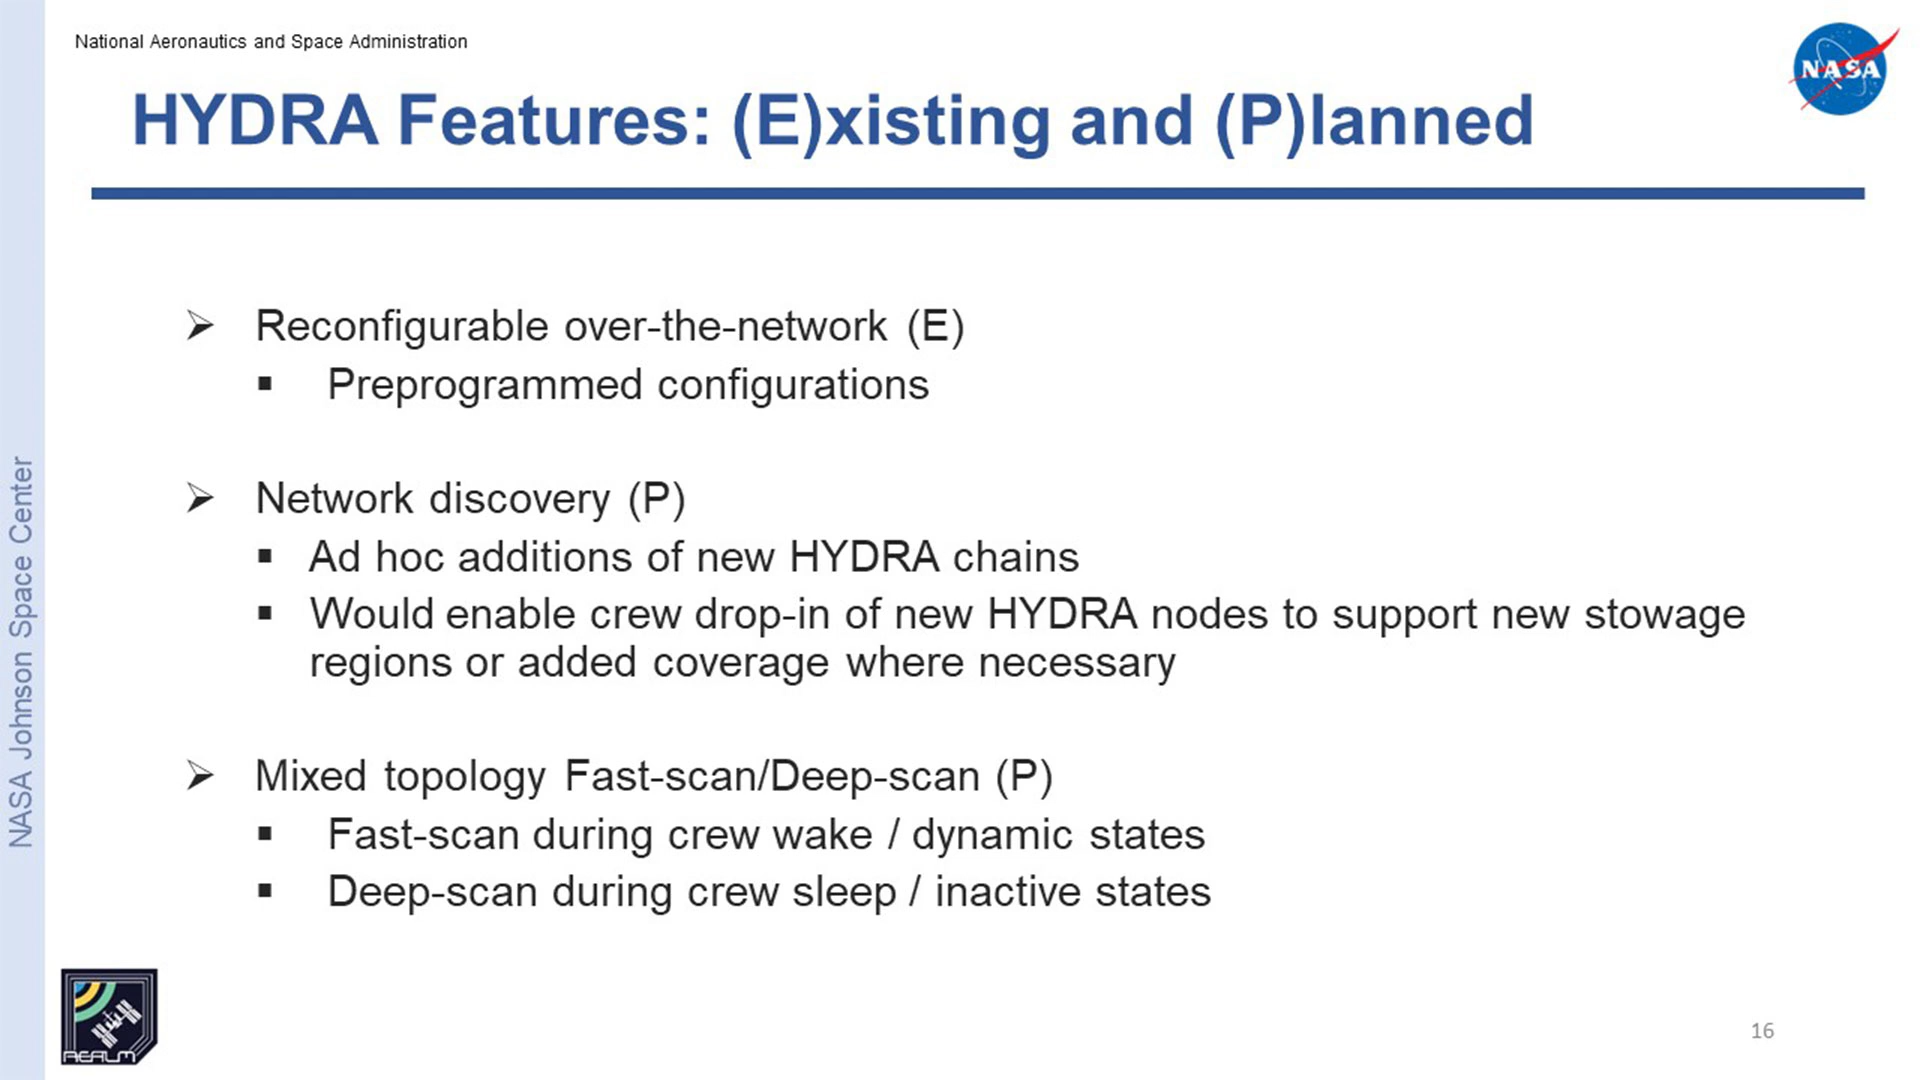 National Aeronautics and Space Administration
NASA
HYDRA Features: (E)xisting and (P)lanned
Reconfigurable over-the-network (E)
Preprogrammed configurations
Network discovery (P)
Ad hoc additions of new HYDRA chains
Would enable crew drop-in of new HYDRA nodes to support new stowage
regions or added coverage where necessary
Mixed topology Fast-scan/Deep-scan (P)
Fast-scan during crew wake / dynamic states
Deep-scan during crew sleep / inactive states
NASA Johnson Space Center
REALM
16